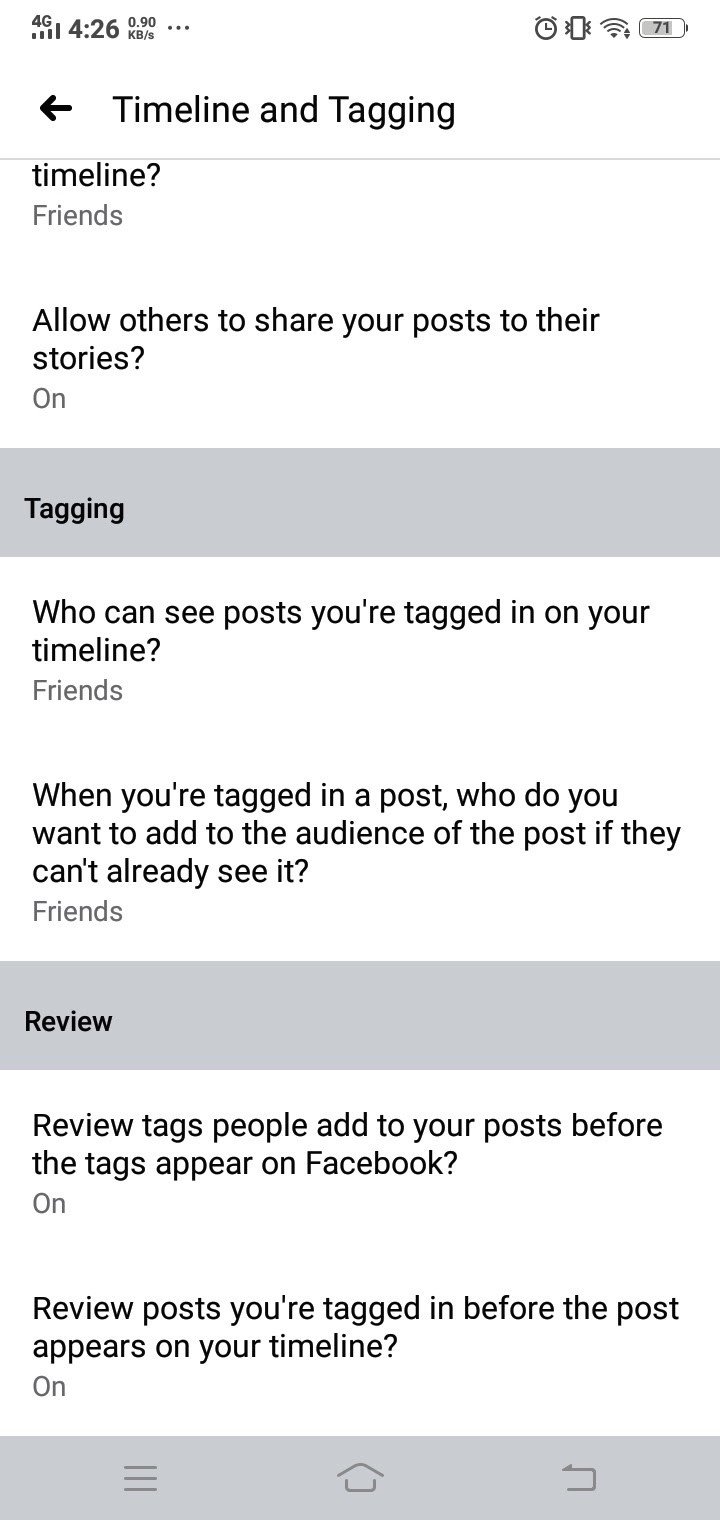 4G 4:26 0.90 KB/s ... 71
Timeline and Tagging
timeline?
Friends
Allow others to share your posts to their
stories?
On
Tagging
Who can see posts you're tagged in on your
timeline?
Friends
When you're tagged in a post, who do you
want to add to the audience of the post if they
can't already see it?
Friends
Review
Review tags people add to your posts before
the tags appear on Facebook?
On
Review posts you're tagged in before the post
appears on your timeline?
On